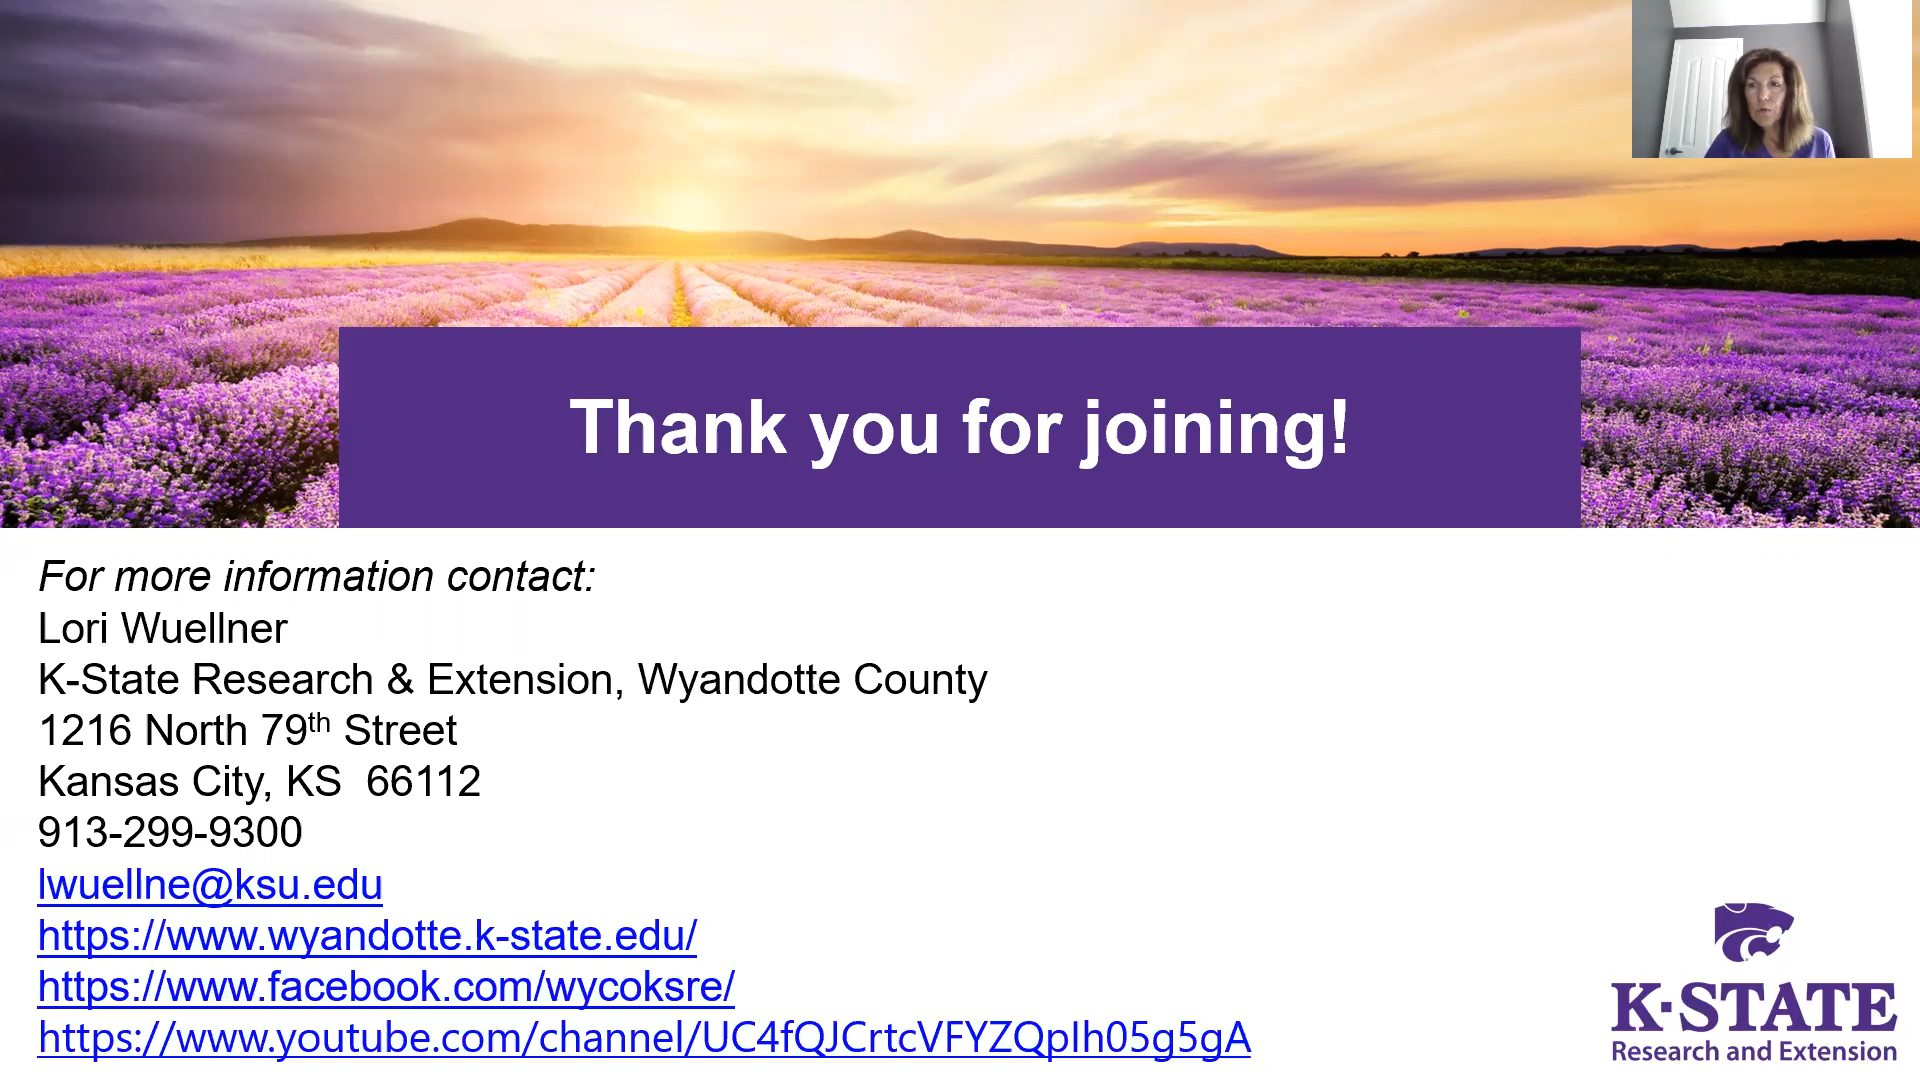 Thank you for joining!
For more information contact:
Lori Wuellner
K-State Research & Extension, Wyandotte County
1216 North 79th Street
Kansas City, KS  66112
913-299-9300
lwuellne@ksu.edu
https://www.wyandotte.k-state.edu/
https://www.facebook.com/wycoksre/
https://www.youtube.com/channel/UC4fQJCrtcVFYZQpIh05g5gA
K-STATE
Research and Extension